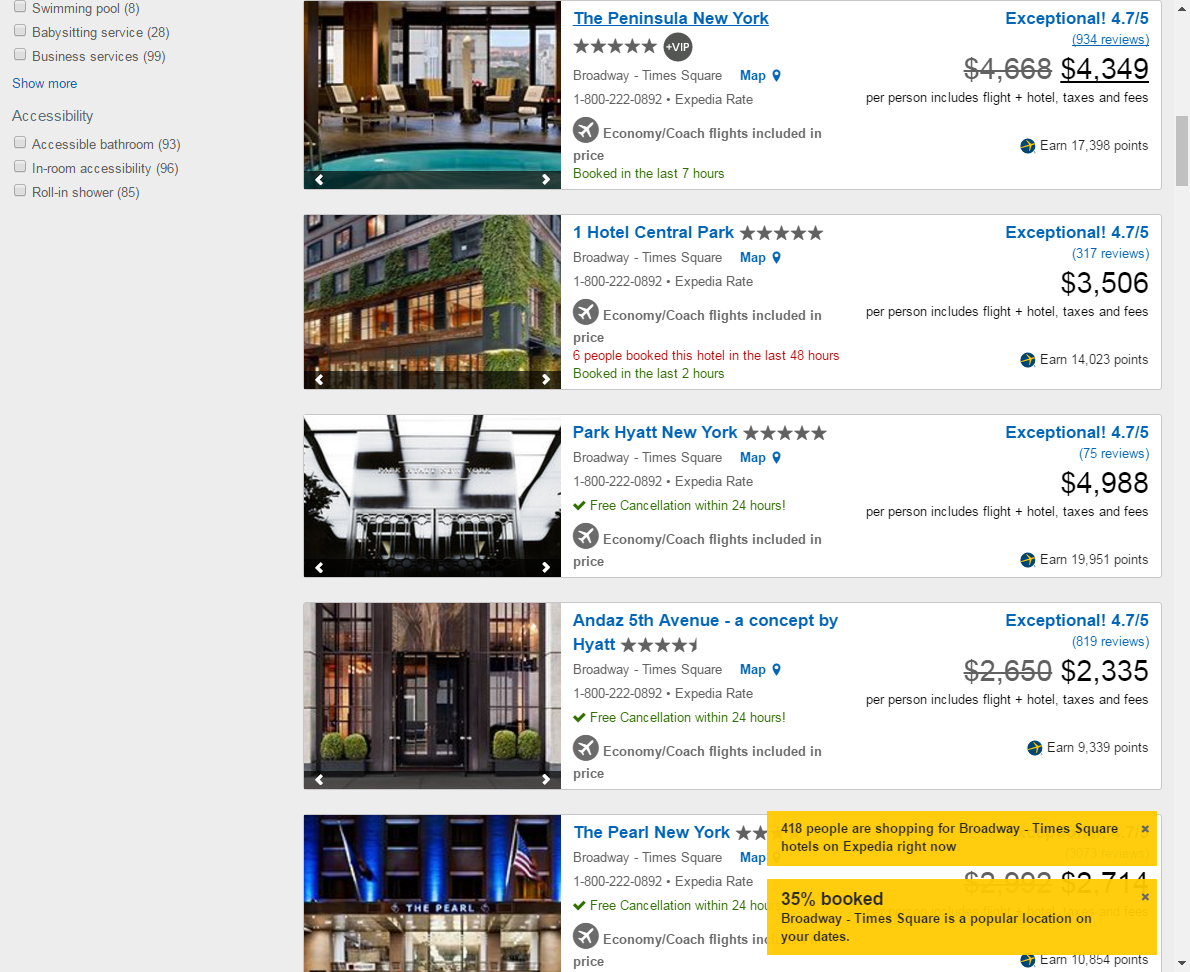 Swimming pool (8)
Babysitting service (28)
Business services (99)
Show more
Accessibility
Accessible bathroom (93)
In-room accessibility (96)
Roll-in shower (85)
The Peninsula New York
+VIP
Broadway - Times Square Map
1-800-222-0892 • Expedia Rate
Economy/Coach flights included in
price
Booked in the last 7 hours
Exceptional! 4.7/5
(934 reviews)
$4,668 $4,349
per person includes flight + hotel, taxes and fees
Earn 17,398 points
1 Hotel Central Park
Broadway - Times Square Map
1-800-222-0892 • Expedia Rate
Economy/Coach flights included in
price
6 people booked this hotel in the last 48 hours
Booked in the last 2 hours
Exceptional! 4.7/5
(317 reviews)
$3,506
per person includes flight + hotel, taxes and fees
Earn 14,023 points
PARK HYATT NEW YORK
Park Hyatt New York
Broadway - Times Square Map
1-800-222-0892 • Expedia Rate
Free Cancellation within 24 hours!
Economy/Coach flights included in
price
Exceptional! 4.7/5
(75 reviews)
$4,988
per person includes flight + hotel, taxes and fees
Earn 19,951 points
Andaz 5th Avenue - a concept by
Hyatt
Broadway - Times Square Map
1-800-222-0892 • Expedia Rate
Free Cancellation within 24 hours!
Economy/Coach flights included in
price
Exceptional! 4.7/5
(819 reviews)
$2,650 $2,335
per person includes flight + hotel, taxes and fees
Earn 9,339 points
THE PEARL
The Pearl New York
Broadway - Times Square Map
1-800-222-0892 • Expedia Rate
Free Cancellation within 24
Economy/Coach flights
price
418 people are shopping for Broadway - Times Square
hotels on Expedia right now
$2,992 $2,714
35% booked
Broadway - Times Square is a popular location on
your dates.
Earn 10,854 points